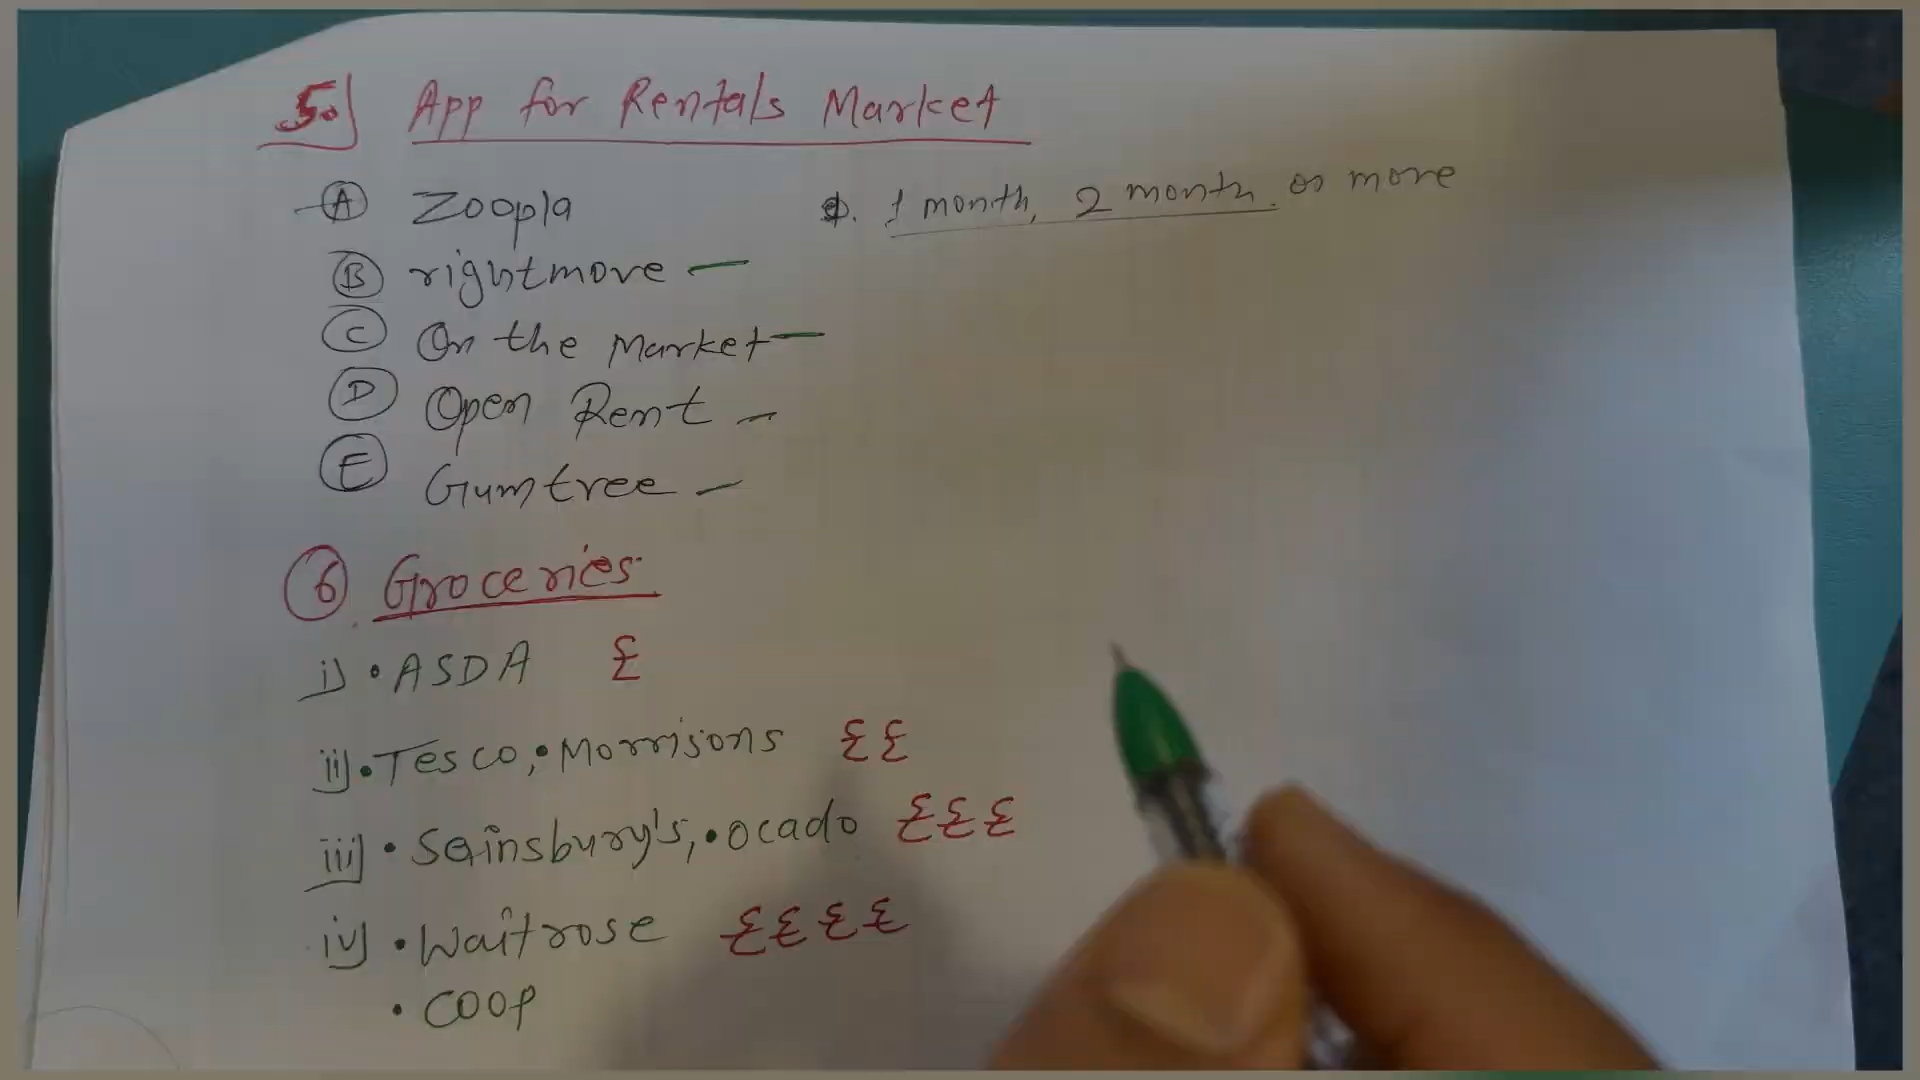 5. App for Rentals Market
A Zoopla
1 month, 2 month or more
B rightmove —
C On the Market —
D Open Rent —
E Gumtree —
6 Groceries
i) • ASDA £
ii) • Tesco, • Morrisons ££
iii) • Sainsbury's, • ocado £££
iv) • Waitrose ££££
• COOP